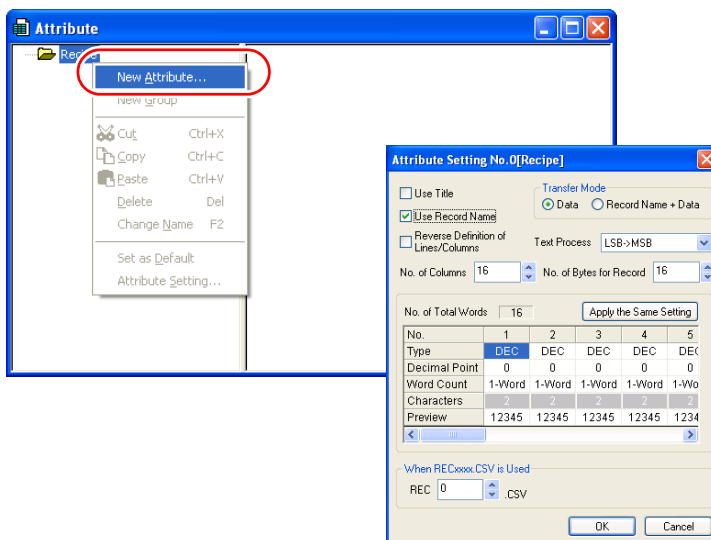 Attribute
Recipe
New Attribute...
New Group
Cut Ctrl+X
Copy Ctrl+C
Paste Ctrl+V
Delete Del
Change Name F2
Set as Default
Attribute Setting...
Attribute Setting No.0[Recipe]
Use Title
Transfer Mode
Data Record Name + Data
Use Record Name
Reverse Definition of
Lines/Columns
Text Process LSB->MSB
No. of Columns 16 No. of Bytes for Record 16
No. of Total Words 16 Apply the Same Setting
No. 1 2 3 4 5
Type DEC DEC DEC DEC DEC
Decimal Point 0 0 0 0 0
Word Count 1-Word 1-Word 1-Word 1-Word 1-Wo
Characters 2 2 2 2 2
Preview 12345 12345 12345 12345 1234
When RECxxxx.CSV is Used
REC 0 .CSV
OK Cancel